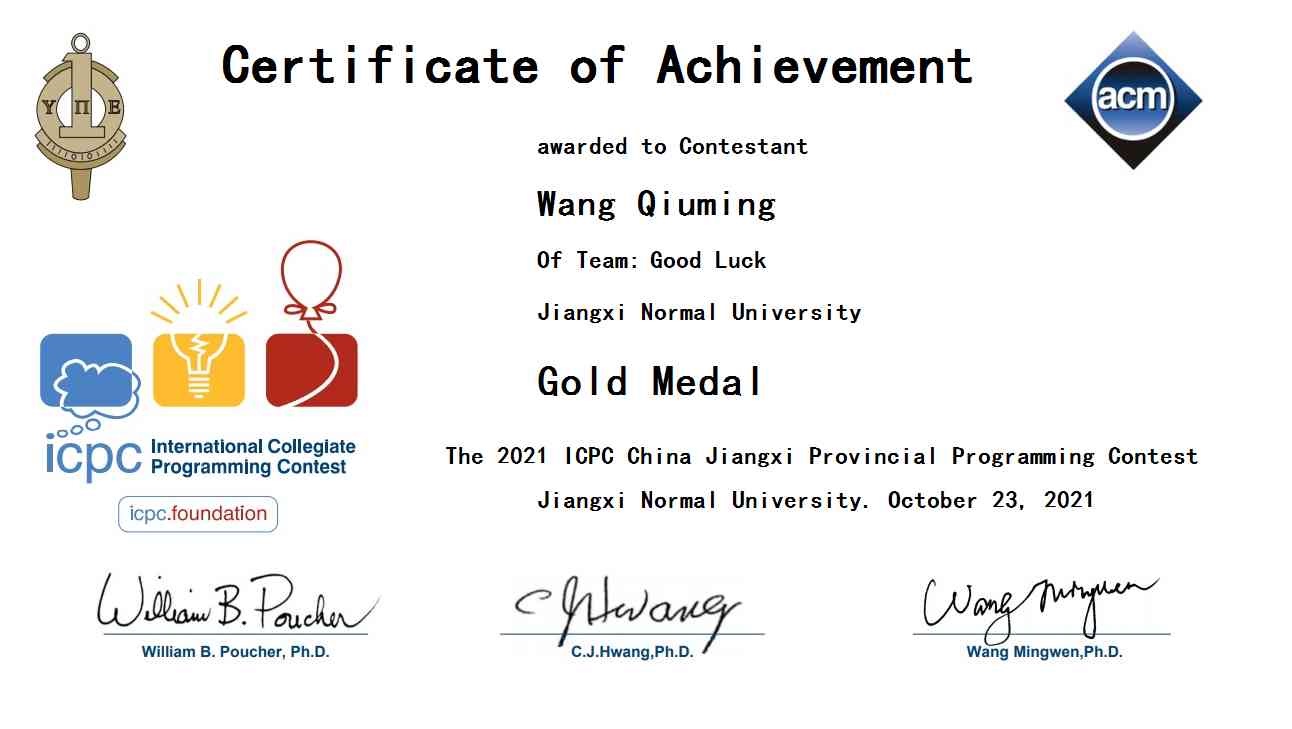 Certificate of Achievement
Υ Π Ε
acm
awarded to Contestant
Wang Qiuming
Of Team: Good Luck
Jiangxi Normal University
Gold Medal
icpc International Collegiate
Programming Contest
The 2021 ICPC China Jiangxi Provincial Programming Contest
Jiangxi Normal University. October 23, 2021
icpc.foundation
William B. Poucher
C J Hwang
Wang Mingwen
William B. Poucher, Ph.D.
C.J.Hwang,Ph.D.
Wang Mingwen,Ph.D.